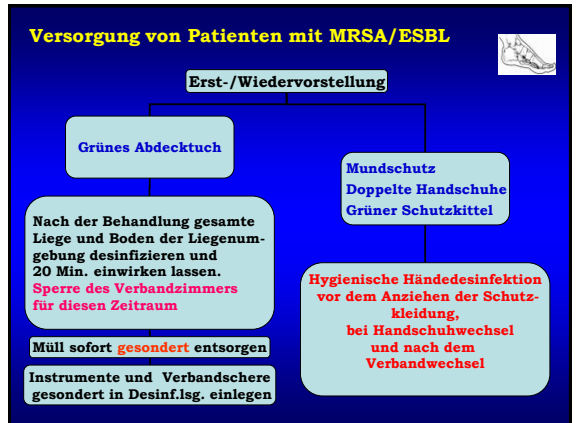 Versorgung von Patienten mit MRSA/ESBL
Erst-/Wiedervorstellung
Grünes Abdecktuch
Nach der Behandlung gesamte
Liege und Boden der Liegenum-
gebung desinfizieren und
20 Min. einwirken lassen.
Sperre des Verbandzimmers
für diesen Zeitraum
Müll sofort gesondert entsorgen
Instrumente und Verbandschere
gesondert in Desinf.lsg. einlegen
Mundschutz
Doppelte Handschuhe
Grüner Schutzkittel
Hygienische Händedesinfektion
vor dem Anziehen der Schutz-
kleidung,
bei Handschuhwechsel
und nach dem
Verbandwechsel